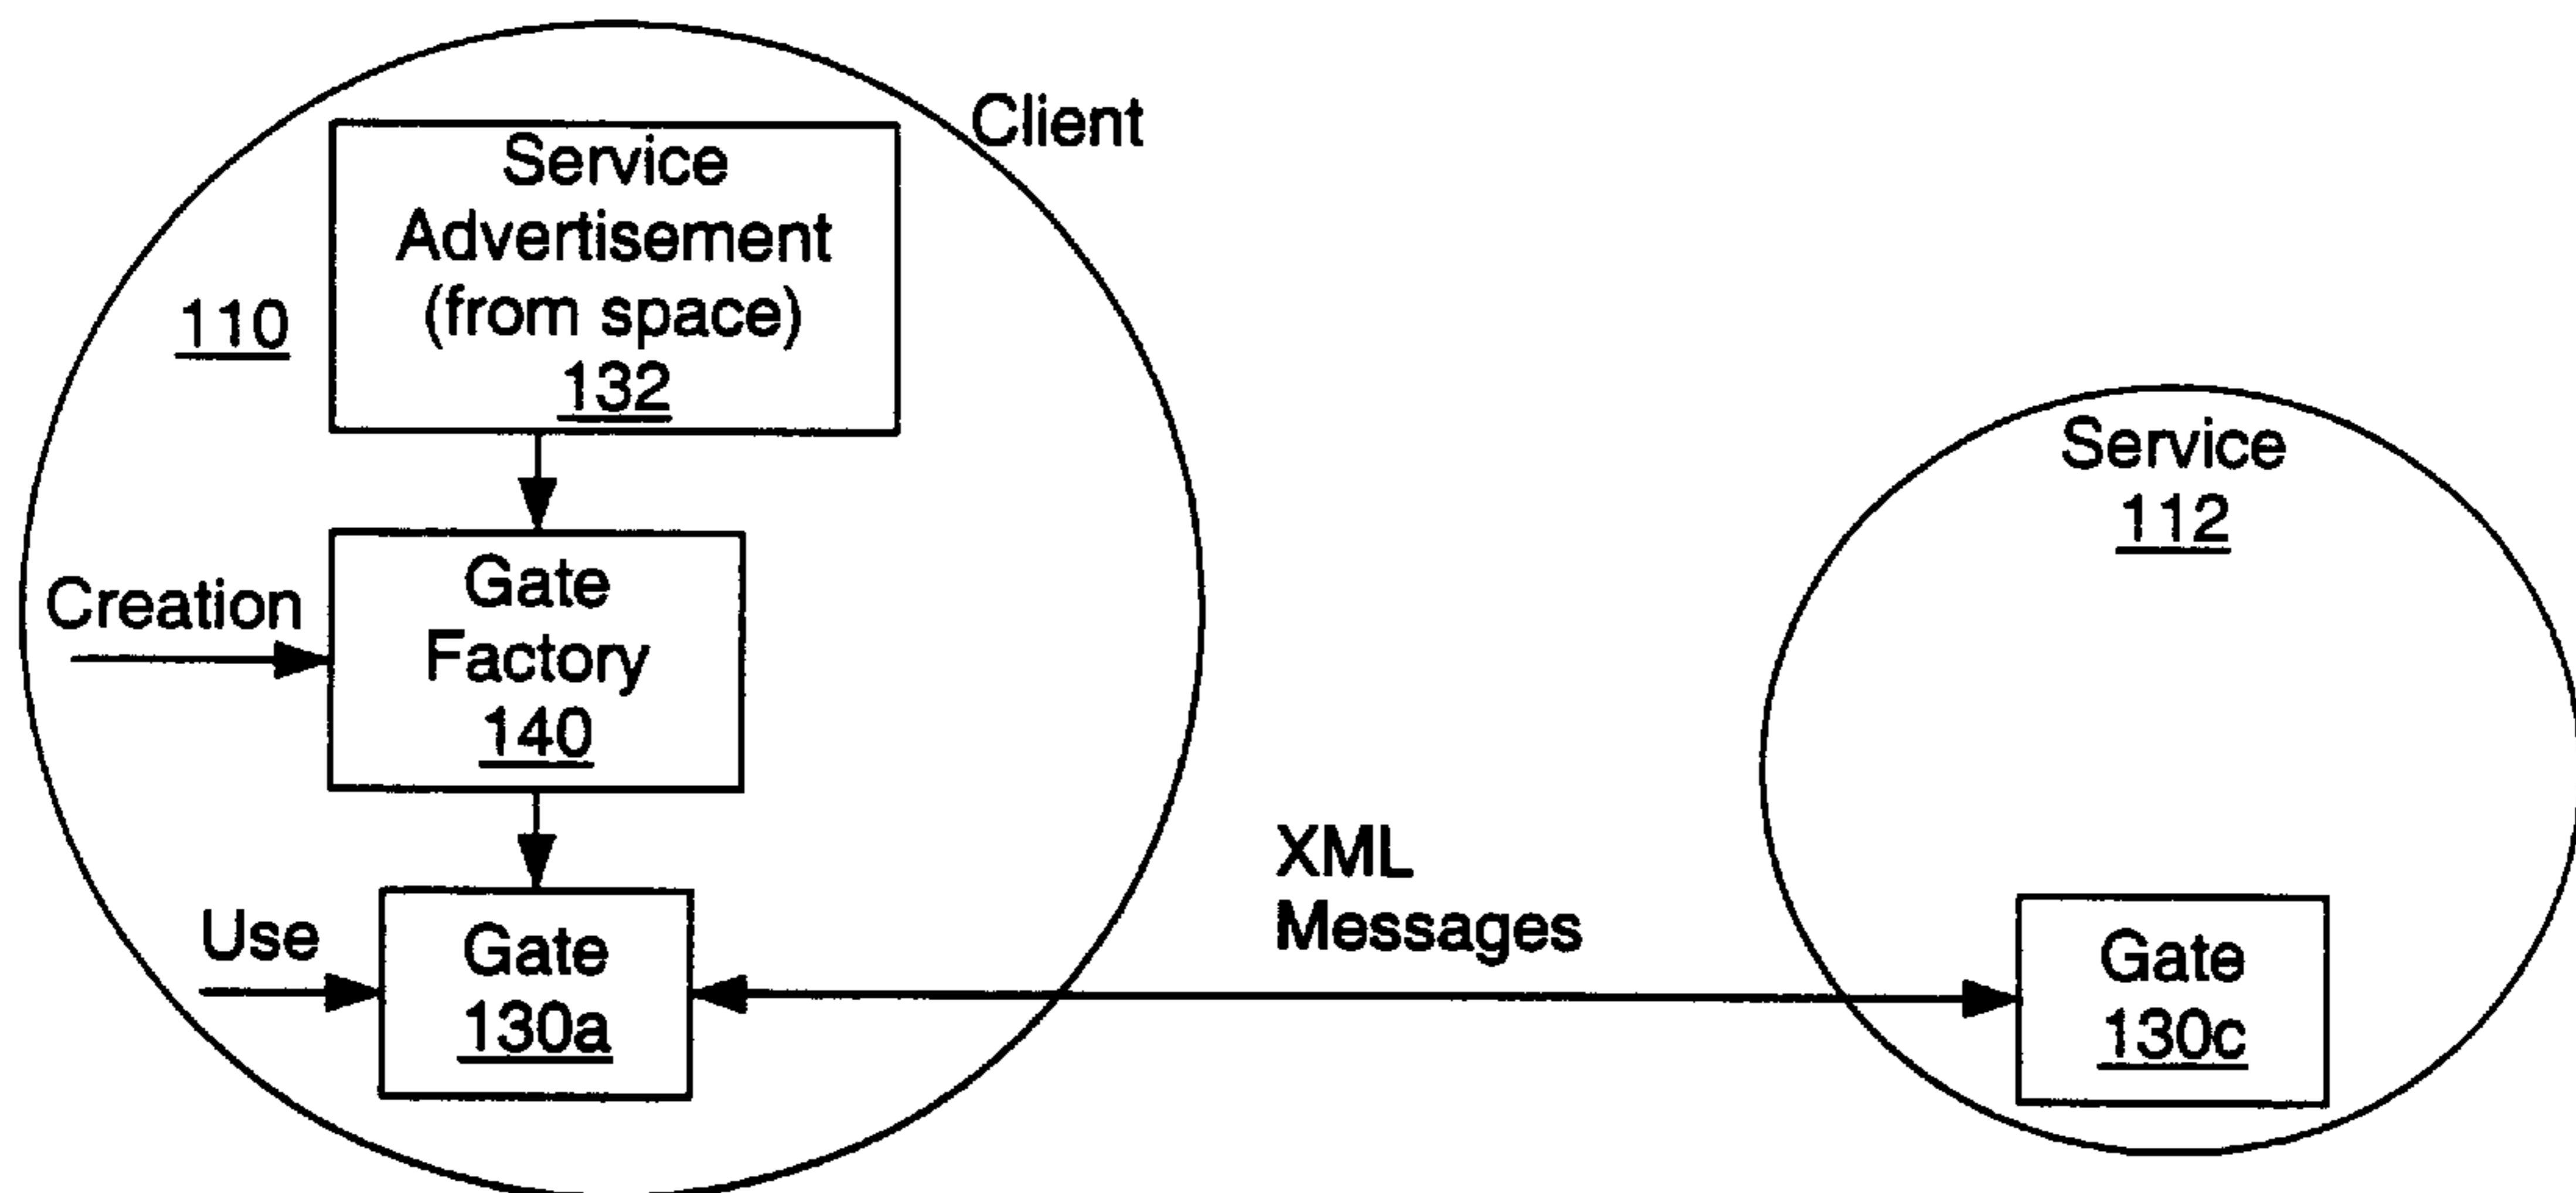 Client
Service
Advertisement
(from space)
132
110
Gate
Factory
140
Creation
Use
Gate
130a
XML
Messages
Service
112
Gate
130c